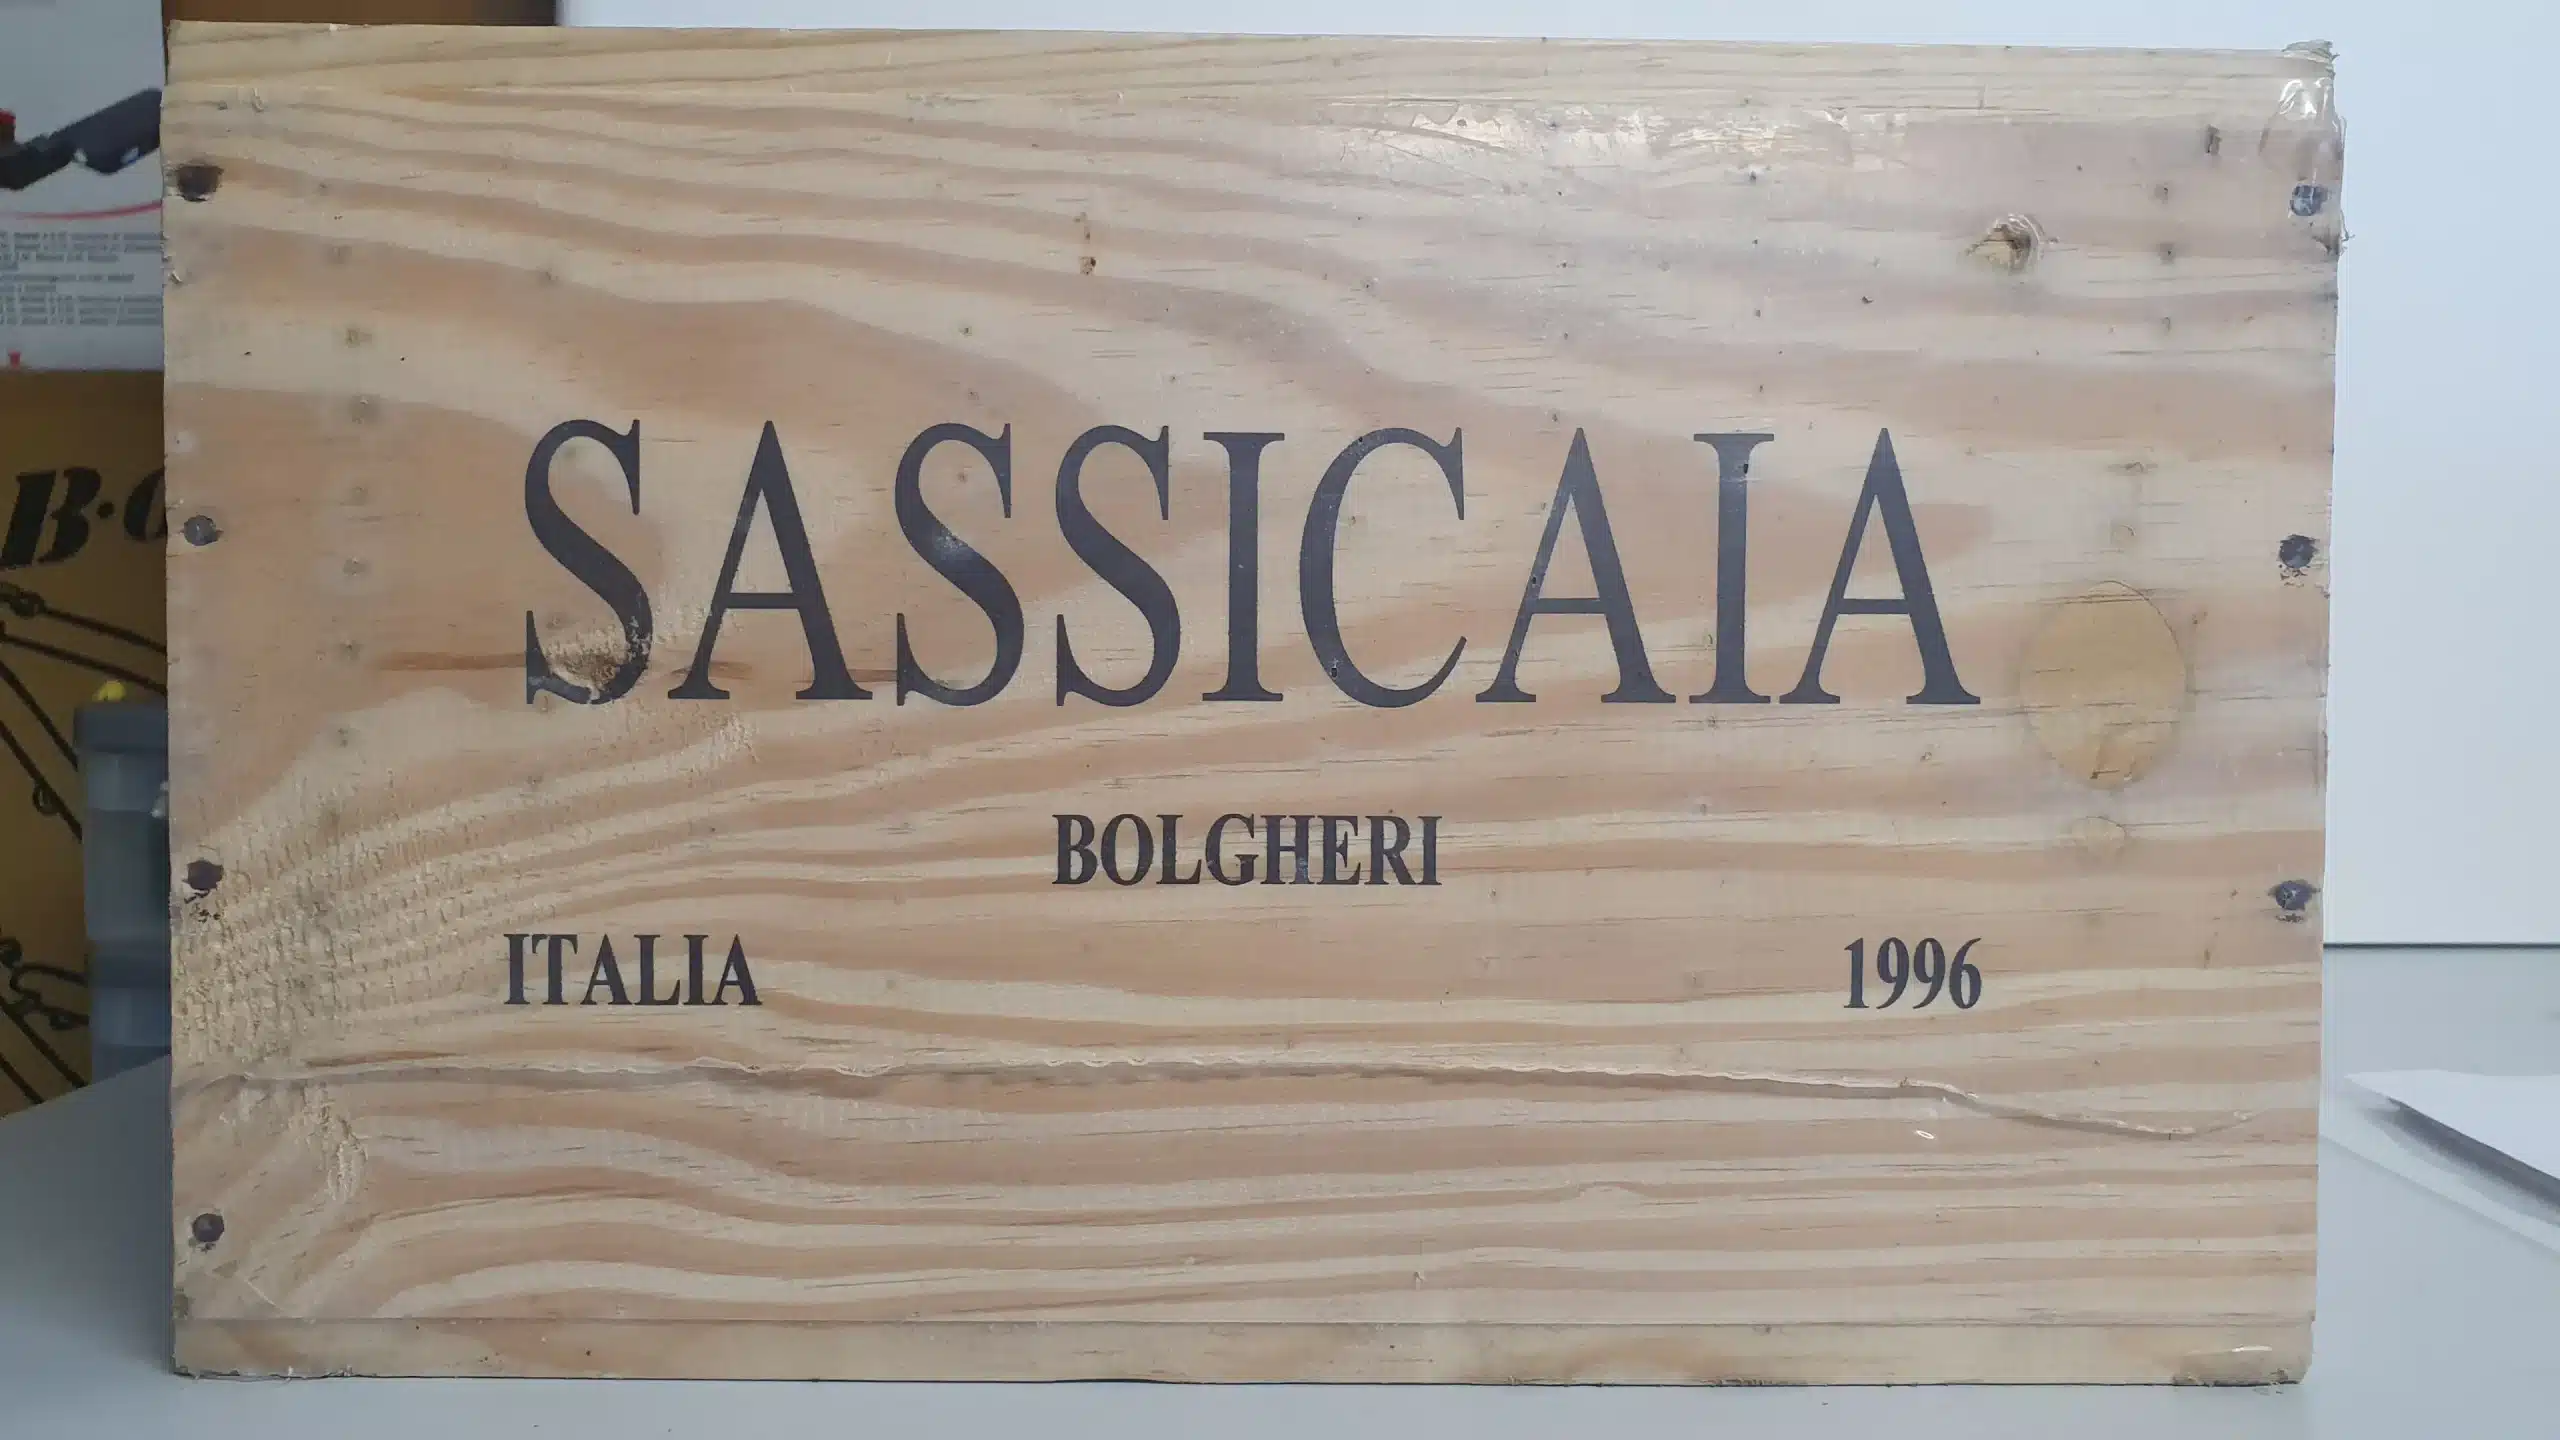 SASSICAIA
BOLGHERI
ITALIA 1996
B·O